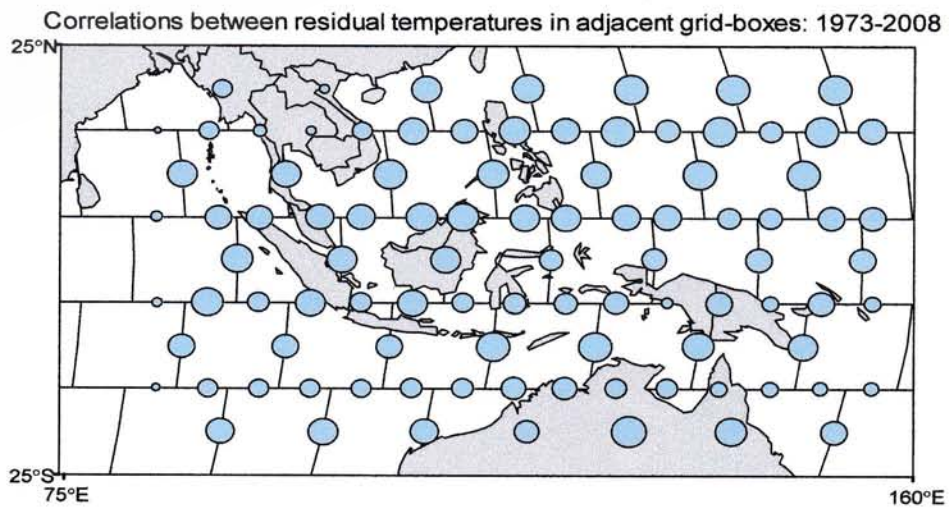 Correlations between residual temperatures in adjacent grid-boxes: 1973-2008
25°N
25°S
75°E
160°E